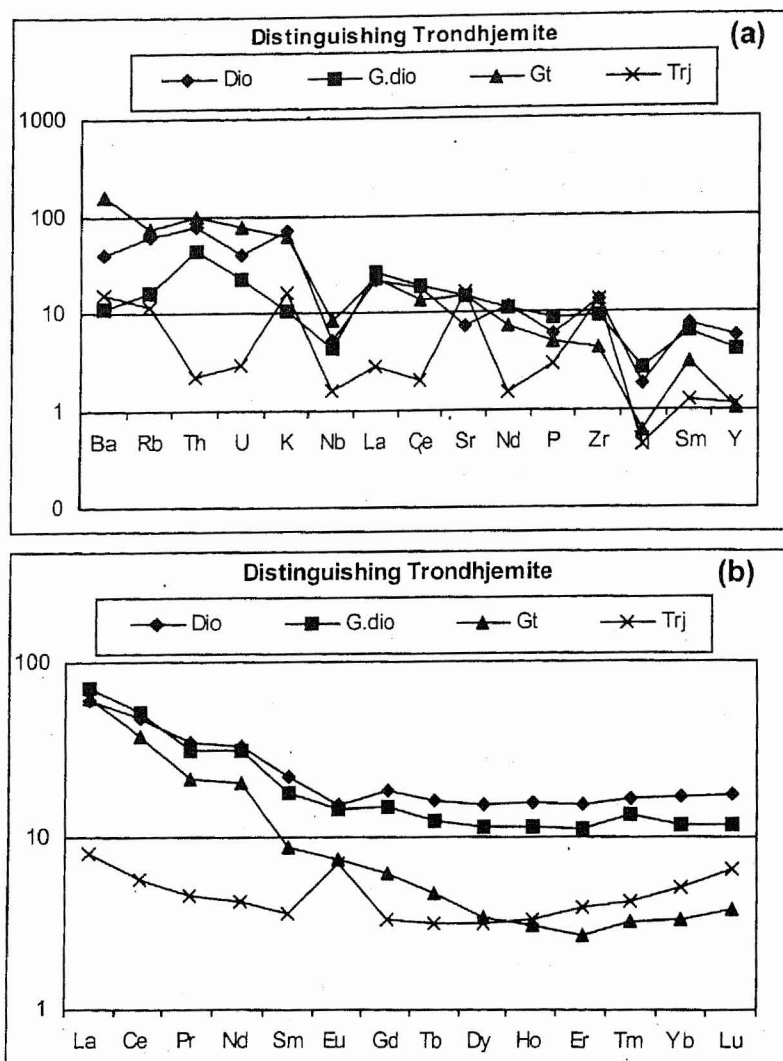 Distinguishing Trondhjemite (a)
Dio G.dio Gt Trj
1000
100
10
1
Ba Rb Th U K Nb La Ce Sr Nd P Zr Sm Y
0
Distinguishing Trondhjemite (b)
Dio G.dio Gt Trj
100
10
1
La Ce Pr Nd Sm Eu Gd Tb Dy Ho Er Tm Yb Lu